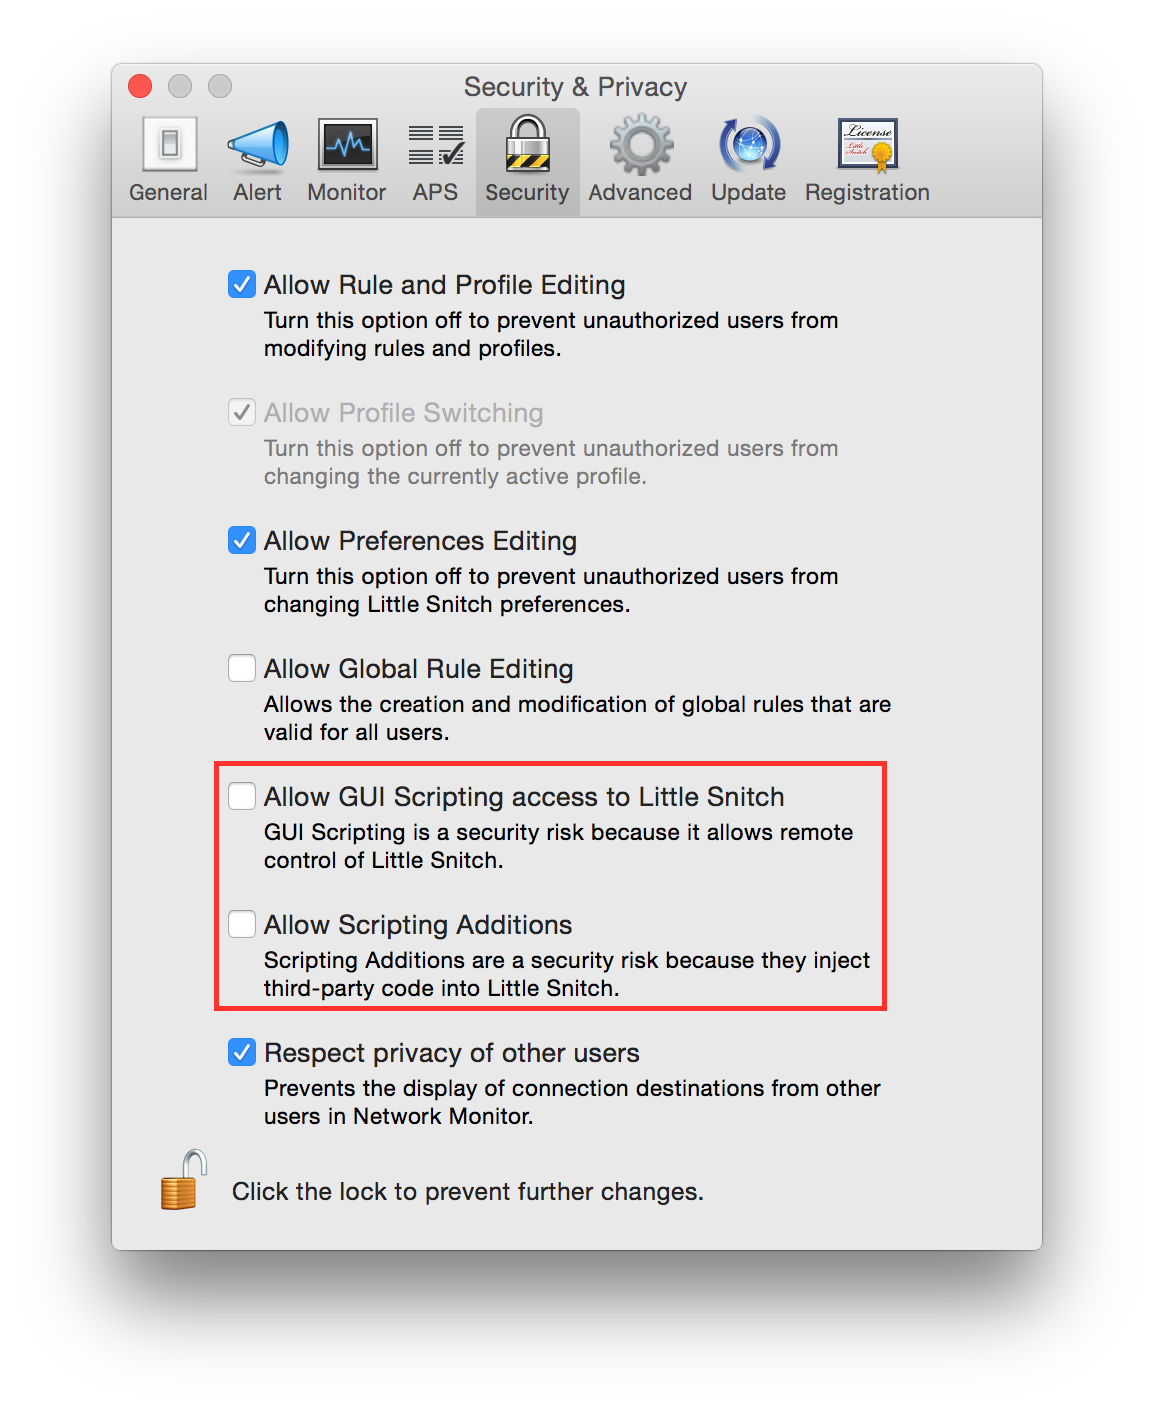 Security & Privacy
General Alert Monitor APS Security Advanced Update Registration
License
Little
Snitch
Allow Rule and Profile Editing
Turn this option off to prevent unauthorized users from
modifying rules and profiles.
Allow Profile Switching
Turn this option off to prevent unauthorized users from
changing the currently active profile.
Allow Preferences Editing
Turn this option off to prevent unauthorized users from
changing Little Snitch preferences.
Allow Global Rule Editing
Allows the creation and modification of global rules that are
valid for all users.
Allow GUI Scripting access to Little Snitch
GUI Scripting is a security risk because it allows remote
control of Little Snitch.
Allow Scripting Additions
Scripting Additions are a security risk because they inject
third-party code into Little Snitch.
Respect privacy of other users
Prevents the display of connection destinations from other
users in Network Monitor.
Click the lock to prevent further changes.